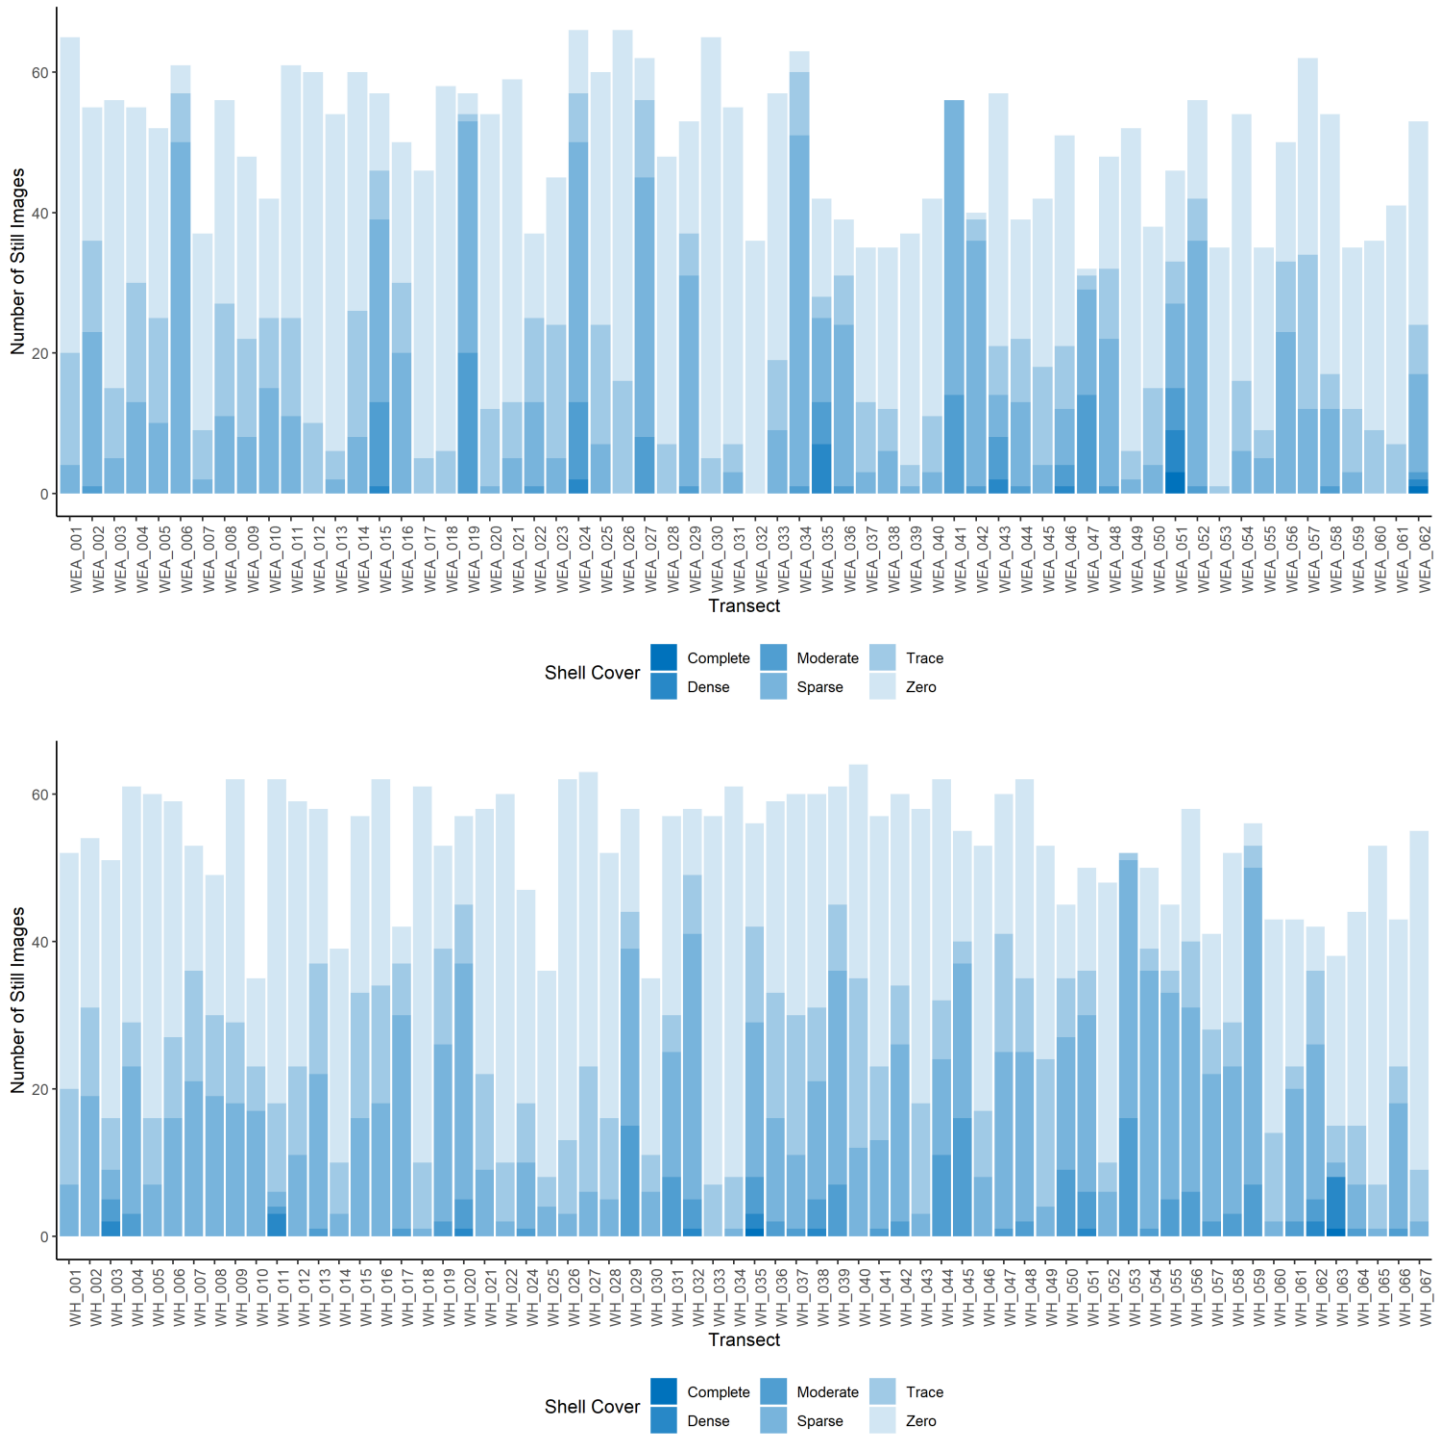 Number of Still Images
60
40
20
0
WEA_001
WEA_002
WEA_003
WEA_004
WEA_005
WEA_006
WEA_007
WEA_008
WEA_009
WEA_010
WEA_011
WEA_012
WEA_013
WEA_014
WEA_015
WEA_016
WEA_017
WEA_018
WEA_019
WEA_020
WEA_021
WEA_022
WEA_023
WEA_024
WEA_025
WEA_026
WEA_027
WEA_028
WEA_029
WEA_030
WEA_031
WEA_032
WEA_033
WEA_034
WEA_035
WEA_036
WEA_037
WEA_038
WEA_039
WEA_040
WEA_041
WEA_042
WEA_043
WEA_044
WEA_045
WEA_046
WEA_047
WEA_048
WEA_049
WEA_050
WEA_051
WEA_052
WEA_053
WEA_054
WEA_055
WEA_056
WEA_057
WEA_058
WEA_059
WEA_060
WEA_061
WEA_062
Transect
Shell Cover
Complete Moderate Trace
Dense Sparse Zero
Number of Still Images
60
40
20
0
WH_001
WH_002
WH_003
WH_004
WH_005
WH_006
WH_007
WH_008
WH_009
WH_010
WH_011
WH_012
WH_013
WH_014
WH_015
WH_016
WH_017
WH_018
WH_019
WH_020
WH_021
WH_022
WH_024
WH_025
WH_026
WH_027
WH_028
WH_029
WH_030
WH_031
WH_032
WH_033
WH_034
WH_035
WH_036
WH_037
WH_038
WH_039
WH_040
WH_041
WH_042
WH_043
WH_044
WH_045
WH_046
WH_047
WH_048
WH_049
WH_050
WH_051
WH_052
WH_053
WH_054
WH_055
WH_056
WH_057
WH_058
WH_059
WH_060
WH_061
WH_062
WH_063
WH_064
WH_065
WH_066
WH_067
Transect
Shell Cover
Complete Moderate Trace
Dense Sparse Zero